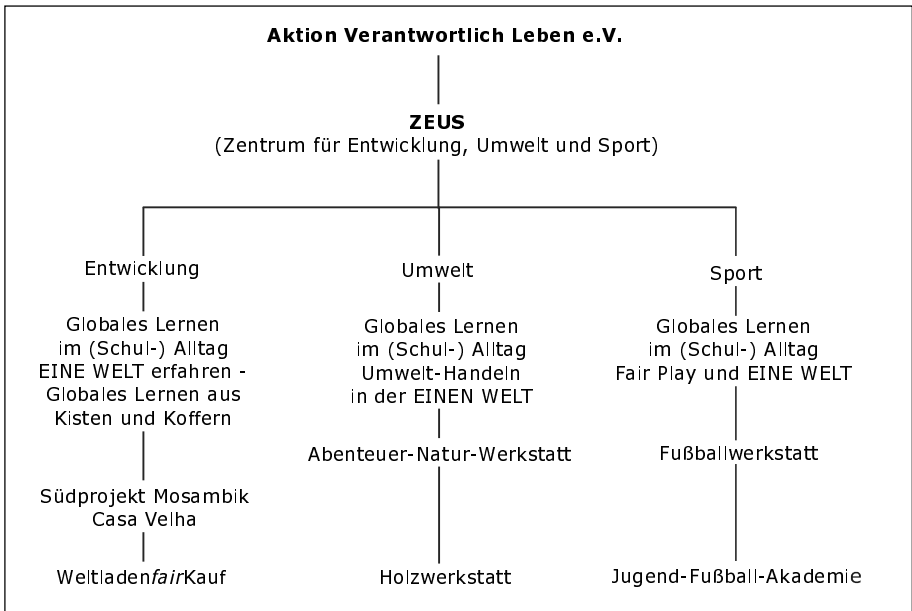 Aktion Verantwortlich Leben e.V.
ZEUS
(Zentrum für Entwicklung, Umwelt und Sport)
Entwicklung
Globales Lernen
im (Schul-) Alltag
EINE WELT erfahren -
Globales Lernen aus
Kisten und Koffern
Südprojekt Mosambik
Casa Velha
WeltladenfairKauf
Umwelt
Globales Lernen
im (Schul-) Alltag
Umwelt-Handeln
in der EINEN WELT
Abenteuer-Natur-Werkstatt
Holzwerkstatt
Sport
Globales Lernen
im (Schul-) Alltag
Fair Play und EINE WELT
Fußballwerkstatt
Jugend-Fußball-Akademie